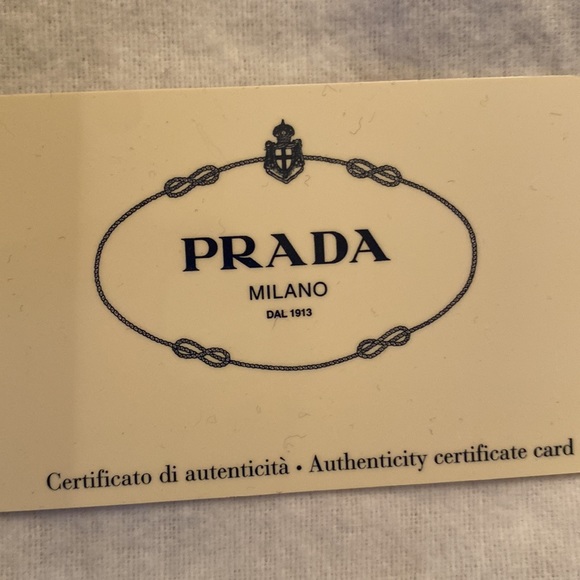 PRADA
MILANO
DAL 1913
Certificato di autenticità • Authenticity certificate card